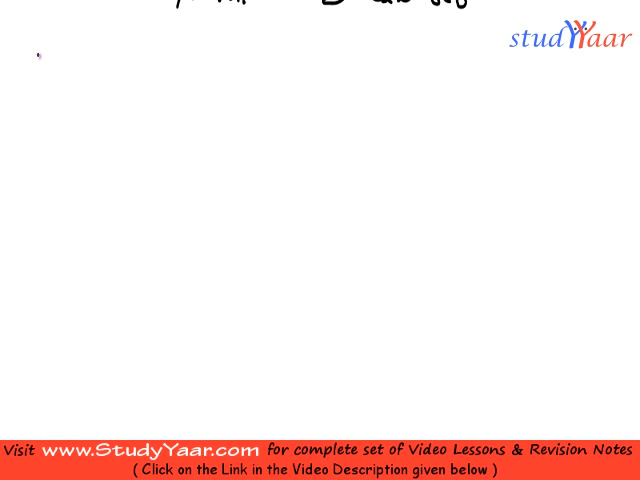 studYYaar
Visit www.StudyYaar.com for complete set of Video Lessons & Revision Notes
( Click on the Link in the Video Description given below )